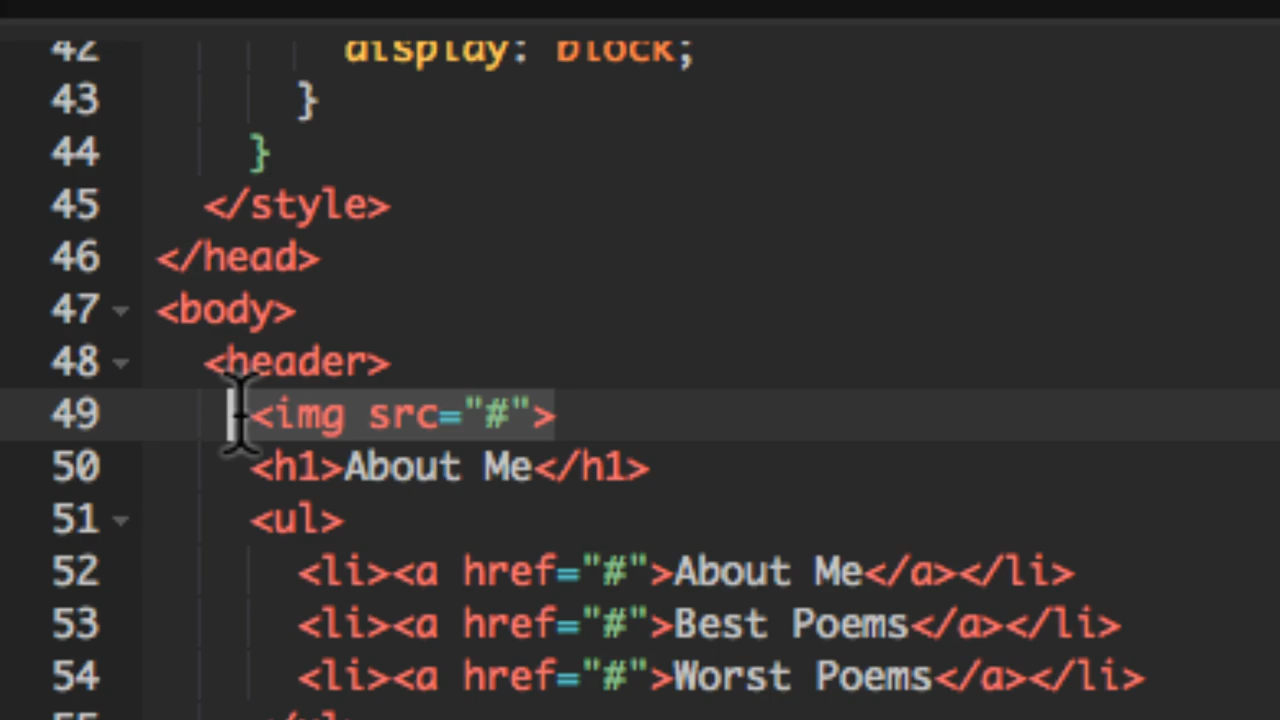 42 display: block;
43 }
44 }
45 </style>
46 </head>
47 <body>
48 <header>
49 <img src="#">
50 <h1>About Me</h1>
51 <ul>
52 <li><a href="#">About Me</a></li>
53 <li><a href="#">Best Poems</a></li>
54 <li><a href="#">Worst Poems</a></li>
55 </ul>